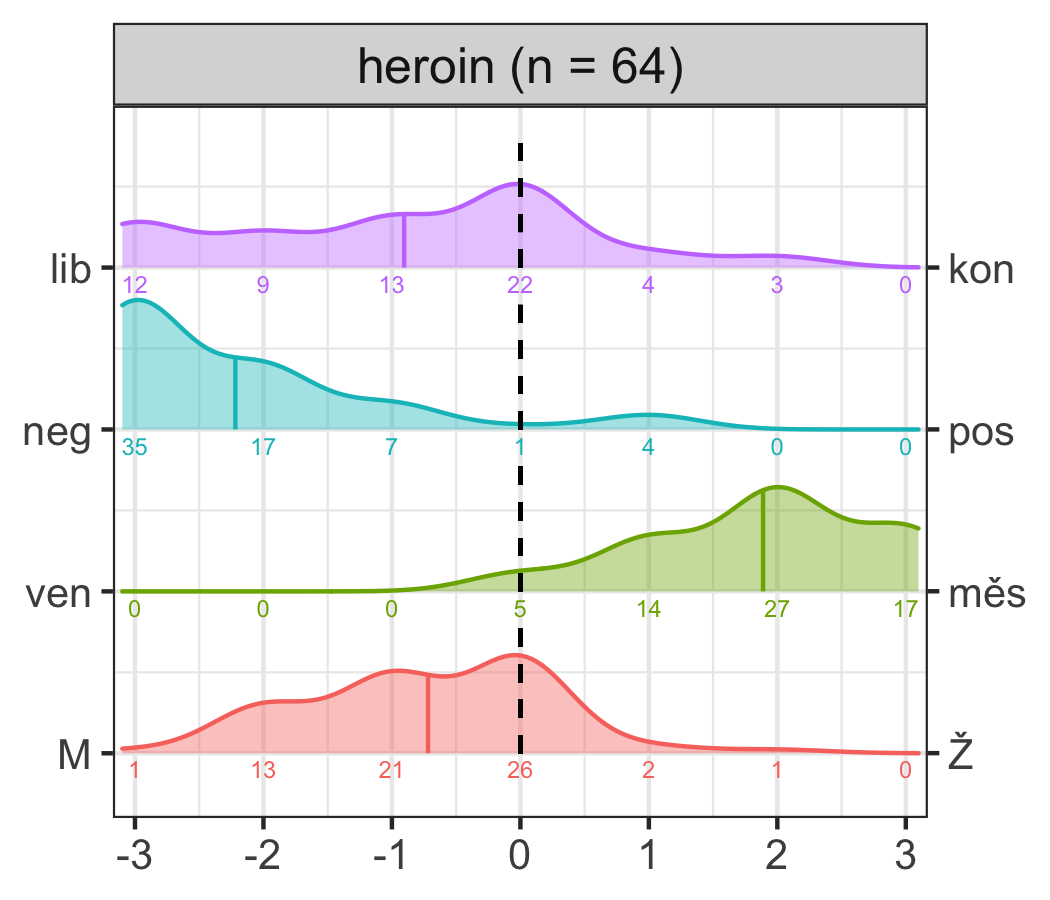 heroin (n = 64)
lib kon
12 9 13 22 4 3 0
neg pos
35 17 7 1 4 0 0
ven měs
0 0 0 5 14 27 17
M Ž
1 13 21 26 2 1 0
-3 -2 -1 0 1 2 3